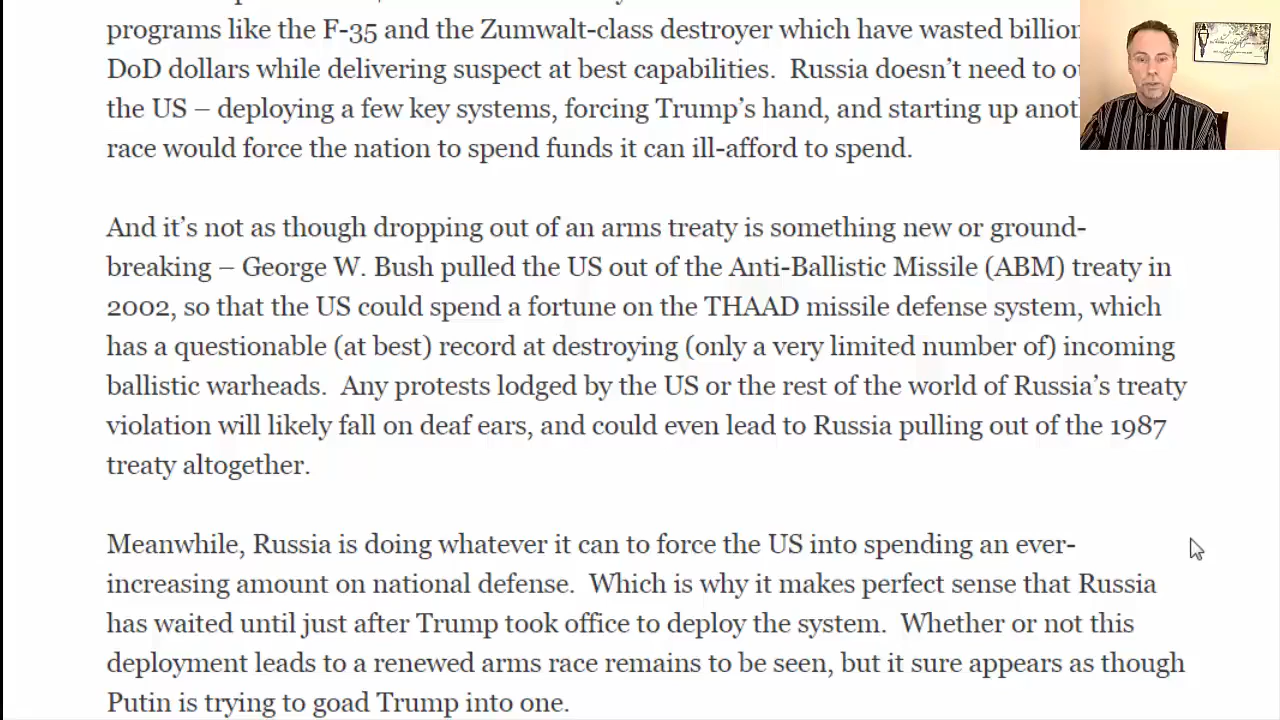 programs like the F-35 and the Zumwalt-class destroyer which have wasted billion
DoD dollars while delivering suspect at best capabilities. Russia doesn't need to
the US – deploying a few key systems, forcing Trump's hand, and starting up
race would force the nation to spend funds it can ill-afford to spend.
And it's not as though dropping out of an arms treaty is something new or ground-
breaking – George W. Bush pulled the US out of the Anti-Ballistic Missile (ABM) treaty in
2002, so that the US could spend a fortune on the THAAD missile defense system, which
has a questionable (at best) record at destroying (only a very limited number of) incoming
ballistic warheads. Any protests lodged by the US or the rest of the world of Russia's treaty
violation will likely fall on deaf ears, and could even lead to Russia pulling out of the 1987
treaty altogether.
Meanwhile, Russia is doing whatever it can to force the US into spending an ever-
increasing amount on national defense. Which is why it makes perfect sense that Russia
has waited until just after Trump took office to deploy the system. Whether or not this
deployment leads to a renewed arms race remains to be seen, but it sure appears as though
Putin is trying to goad Trump into one.